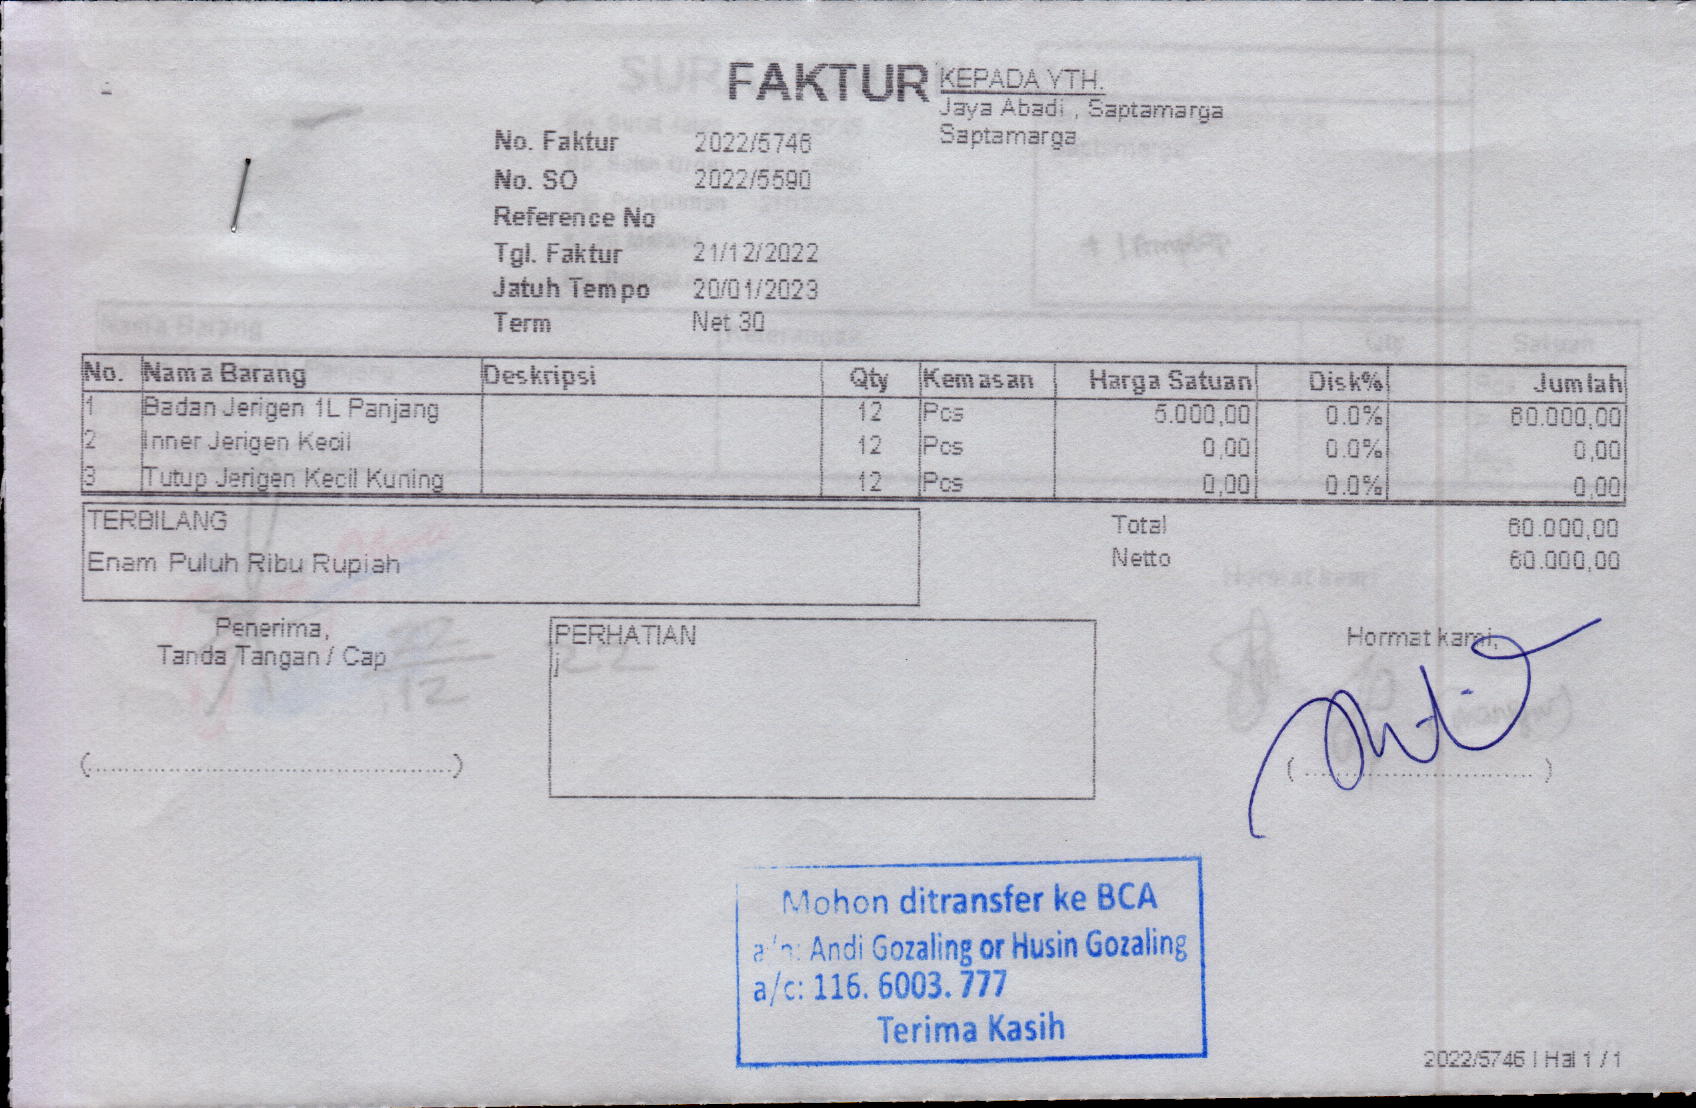 FAKTUR
KEPADA YTH.
Jaya Abadi , Saptamarga
Saptamarga
No. Faktur 2022/5746
No. SO 2022/5590
Reference No
Tgl. Faktur 21/12/2022
Jatuh Tempo 20/01/2023
Term Net 30
No. Nama Barang Deskripsi Qty Kemasan Harga Satuan Disk% Jumlah
1 Badan Jerigen 1L Panjang 12 Pcs 5.000,00 0.0% 60.000,00
2 Inner Jerigen Kecil 12 Pcs 0,00 0.0% 0,00
3 Tutup Jerigen Kecil Kuning 12 Pcs 0,00 0.0% 0,00
TERBILANG
Enam Puluh Ribu Rupiah
Total 60.000,00
Netto 60.000,00
Penerima,
Tanda Tangan / Cap
PERHATIAN
j
Hormat kami,
(................................................)
( .............................. )
Mohon ditransfer ke BCA
a/n: Andi Gozaling or Husin Gozaling
a/c: 116. 6003. 777
Terima Kasih
2022/5746 | Hal 1 / 1